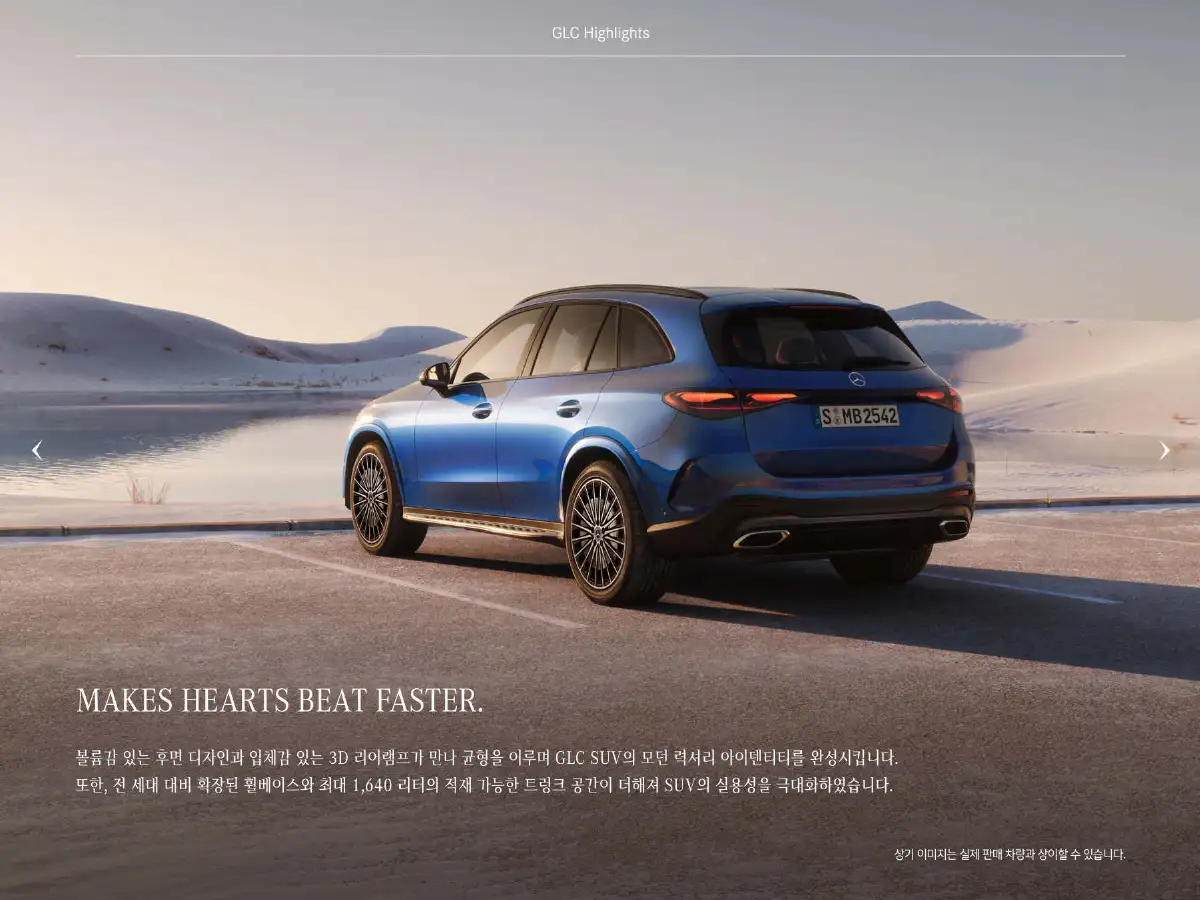 GLC Highlights
S MB2542
MAKES HEARTS BEAT FASTER.
볼륨감 있는 후면 디자인과 입체감 있는 3D 리어램프가 만나 균형을 이루며 GLC SUV의 모던 럭셔리 아이덴티티를 완성시킵니다.
또한, 전 세대 대비 확장된 휠베이스와 최대 1,640 리터의 적재 가능한 트렁크 공간이 더해져 SUV의 실용성을 극대화하였습니다.
상기 이미지는 실제 판매 차량과 상이할 수 있습니다.